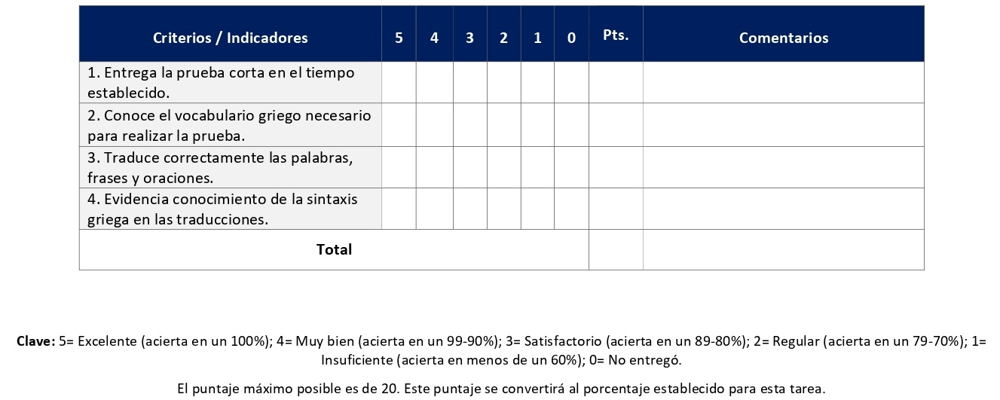 Criterios / Indicadores 5 4 3 2 1 0 Pts. Comentarios
1. Entrega la prueba corta en el tiempo
establecido.
2. Conoce el vocabulario griego necesario
para realizar la prueba.
3. Traduce correctamente las palabras,
frases y oraciones.
4. Evidencia conocimiento de la sintaxis
griega en las traducciones.
Total
Clave: 5= Excelente (acierta en un 100%); 4= Muy bien (acierta en un 99-90%); 3= Satisfactorio (acierta en un 89-80%); 2= Regular (acierta en un 79-70%); 1=
Insuficiente (acierta en menos de un 60%); 0= No entregó.
El puntaje máximo posible es de 20. Este puntaje se convertirá al porcentaje establecido para esta tarea.